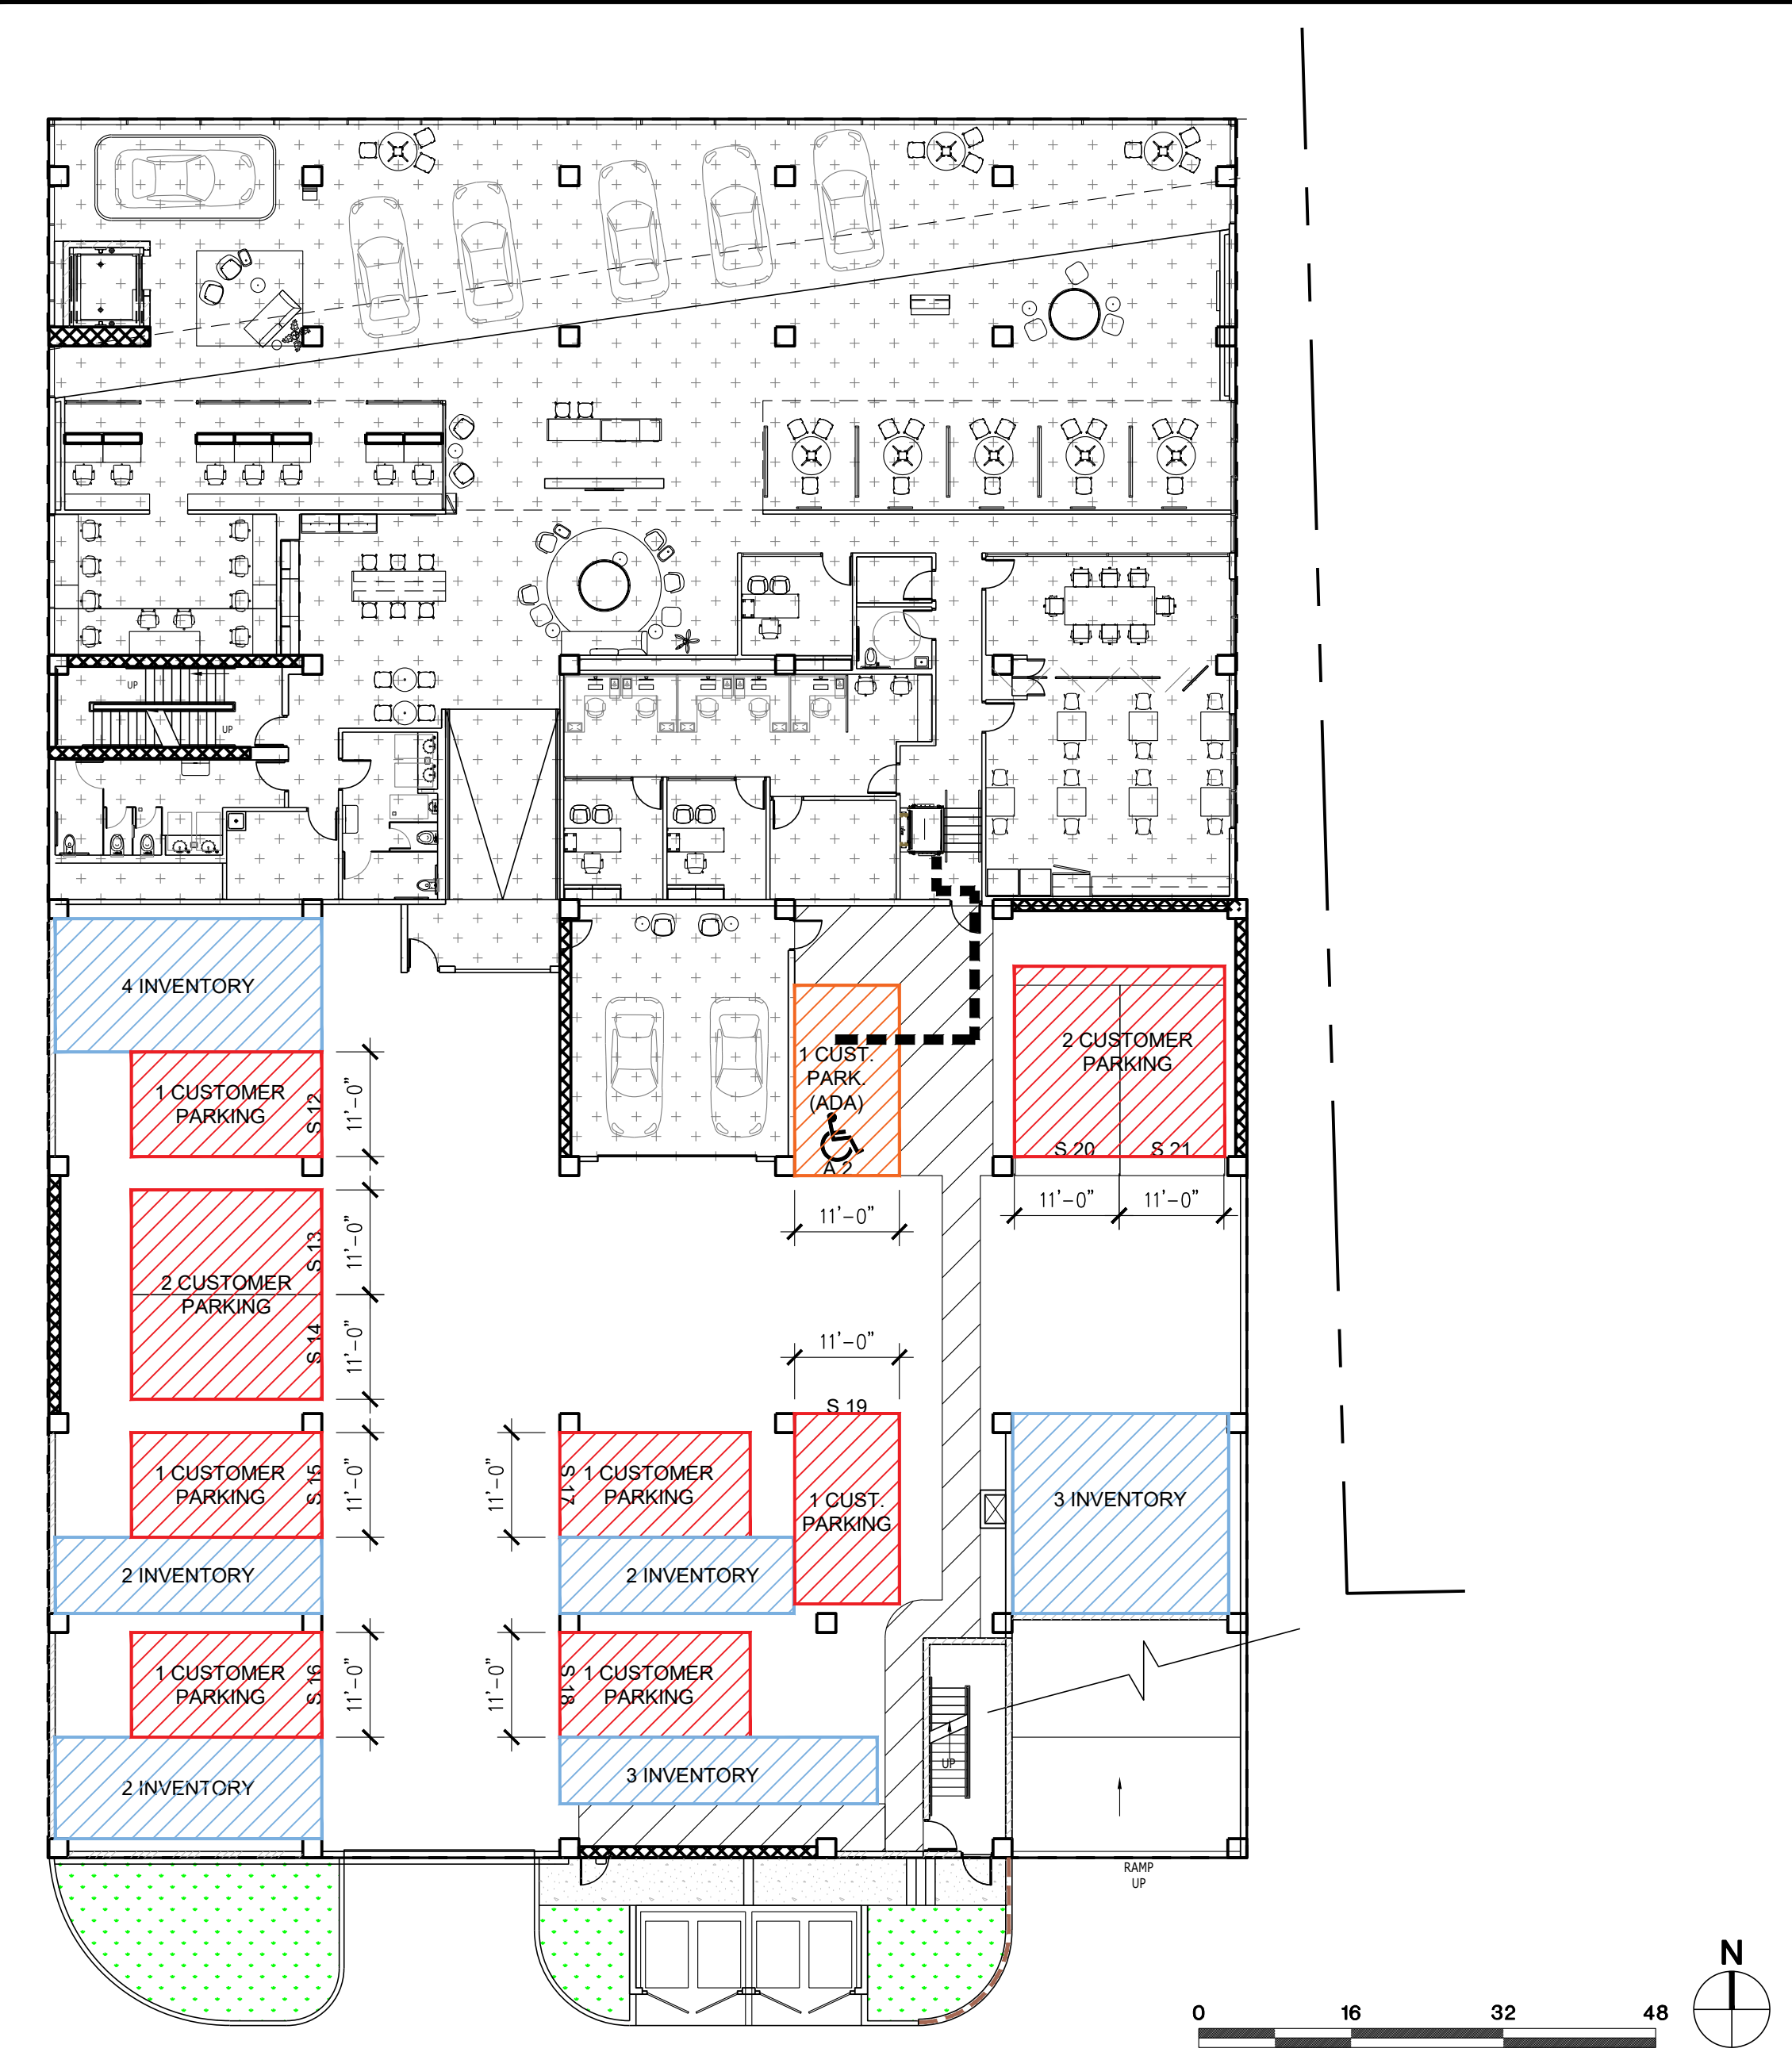 UP
UP
4 INVENTORY
1 CUSTOMER
PARKING
S 12
11'-0"
1 CUST.
PARK.
(ADA)
A 2
2 CUSTOMER
PARKING
S 20
S 21
11'-0"
11'-0"
11'-0"
2 CUSTOMER
PARKING
S 13
S 14
11'-0"
11'-0"
11'-0"
S 19
1 CUST.
PARKING
1 CUSTOMER
PARKING
S 15
11'-0"
11'-0"
S 17
1 CUSTOMER
PARKING
3 INVENTORY
2 INVENTORY
2 INVENTORY
1 CUSTOMER
PARKING
S 16
11'-0"
11'-0"
S 18
1 CUSTOMER
PARKING
2 INVENTORY
3 INVENTORY
UP
RAMP
UP
N
0 16 32 48